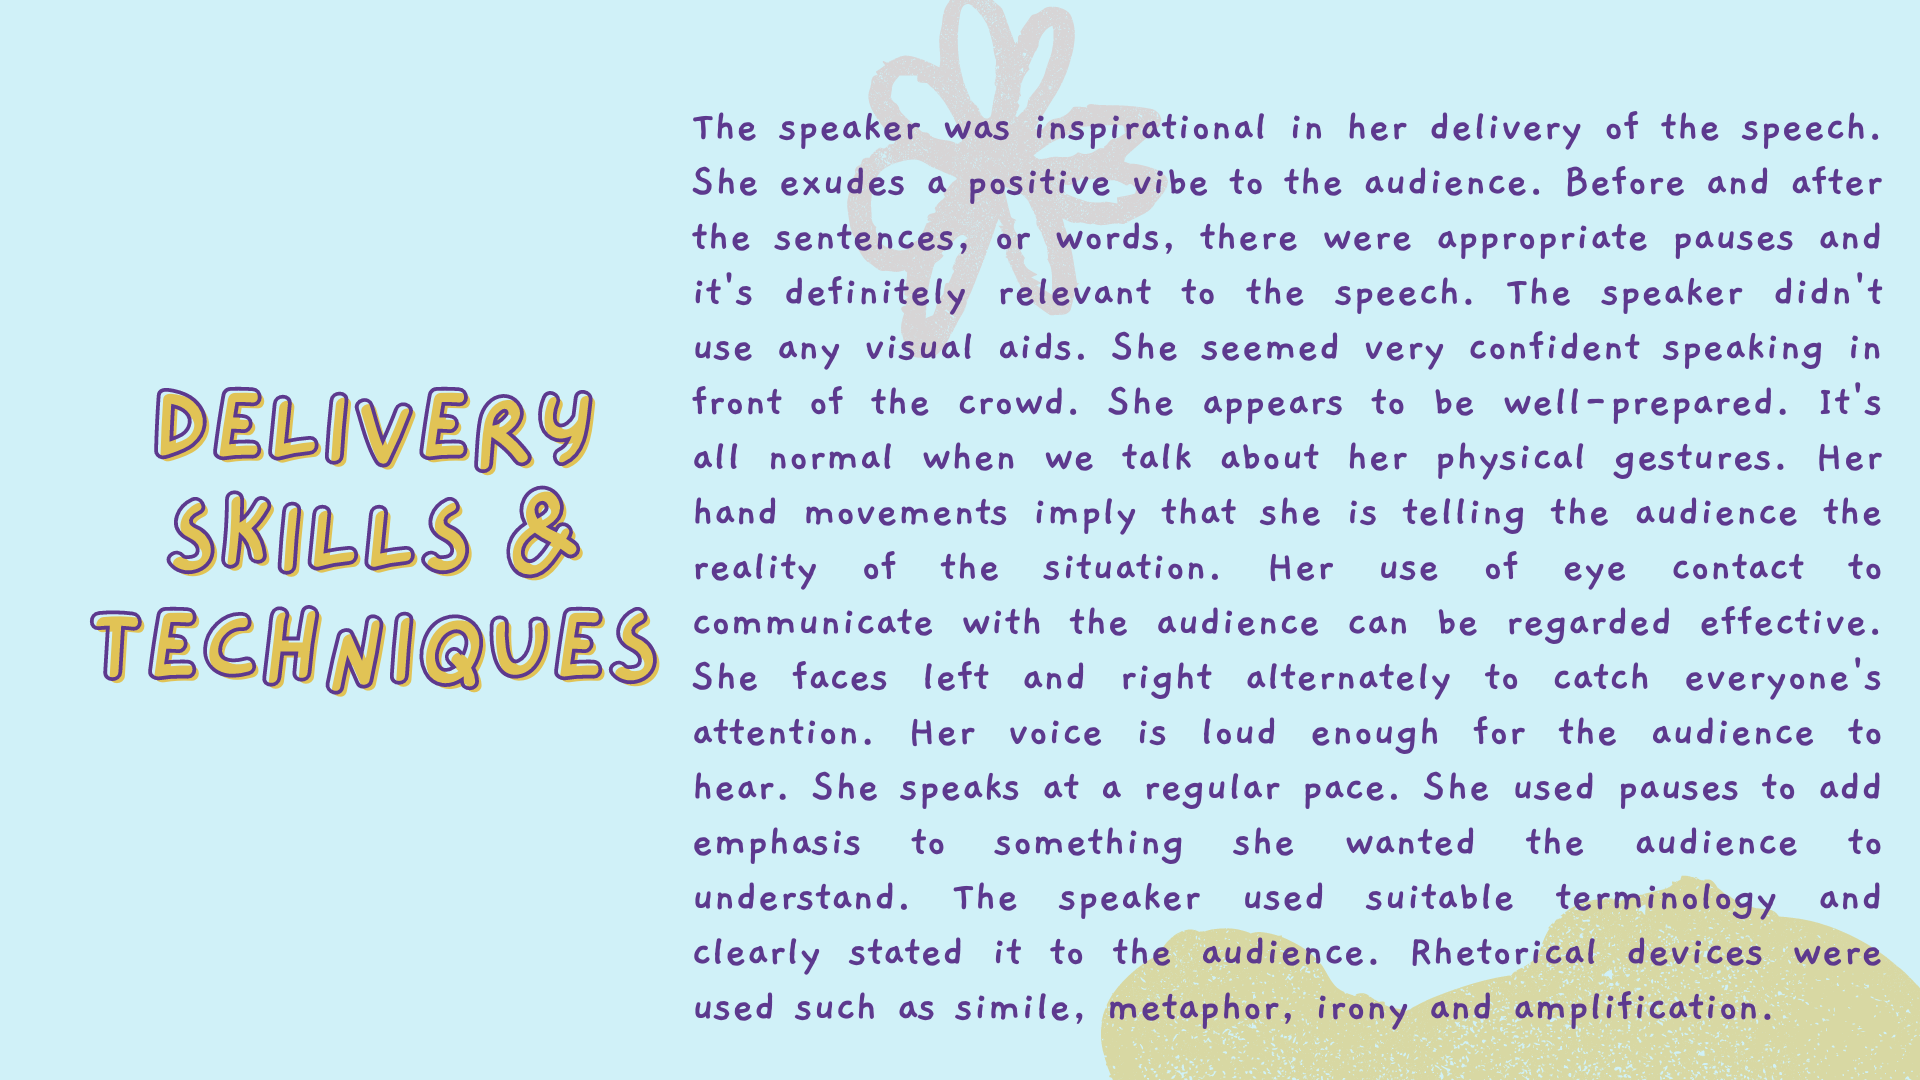 DELIVERY
SKILLS &
TECHNIQUES
The speaker was inspirational in her delivery of the speech.
She exudes a positive vibe to the audience. Before and after
the sentences, or words, there were appropriate pauses and
it's definitely relevant to the speech. The speaker didn't
use any visual aids. She seemed very confident speaking in
front of the crowd. She appears to be well-prepared. It's
all normal when we talk about her physical gestures. Her
hand movements imply that she is telling the audience the
reality of the situation. Her use of eye contact to
communicate with the audience can be regarded effective.
She faces left and right alternately to catch everyone's
attention. Her voice is loud enough for the audience to
hear. She speaks at a regular pace. She used pauses to add
emphasis to something she wanted the audience to
understand. The speaker used suitable terminology and
clearly stated it to the audience. Rhetorical devices were
used such as simile, metaphor, irony and amplification.